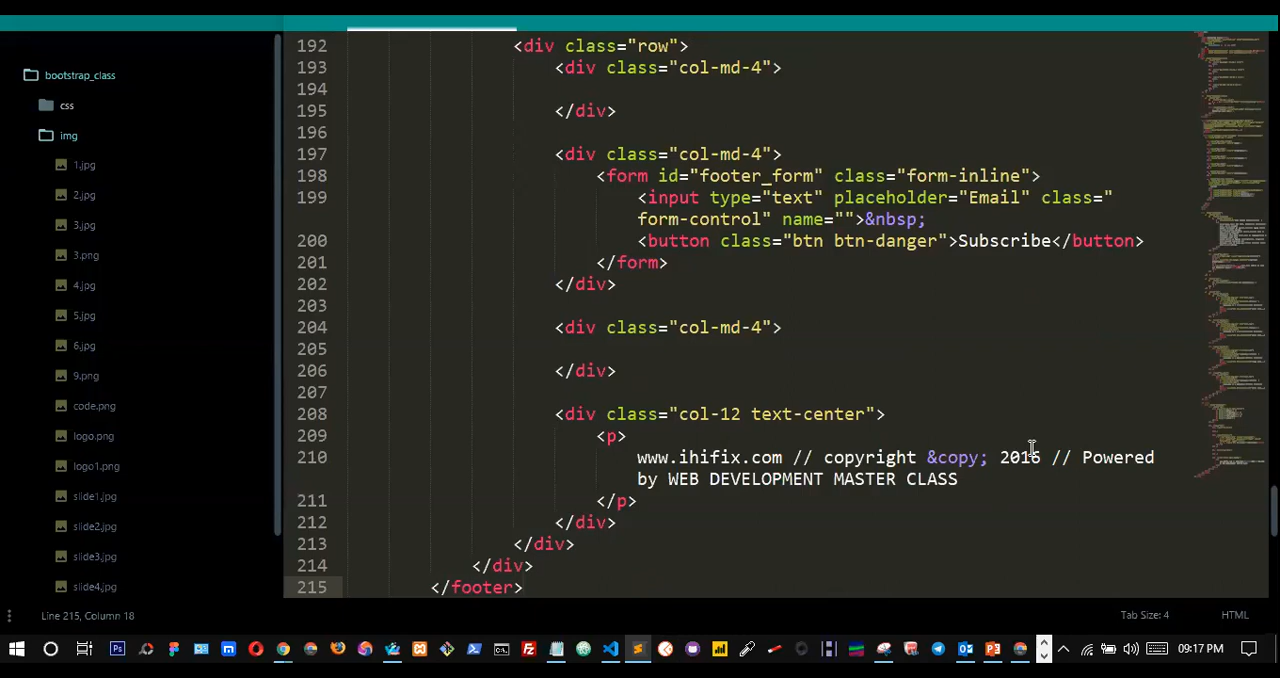 bootstrap_class
css
img
1.jpg
2.jpg
3.jpg
3.png
4.jpg
5.jpg
6.jpg
9.png
code.png
logo.png
logo1.png
slide1.jpg
slide2.jpg
slide3.jpg
slide4.jpg
192 <div class="row">
193 <div class="col-md-4">
194
195 </div>
196
197 <div class="col-md-4">
198 <form id="footer_form" class="form-inline">
199 <input type="text" placeholder="Email" class="
form-control" name="">&nbsp;
200 <button class="btn btn-danger">Subscribe</button>
201 </form>
202 </div>
203
204 <div class="col-md-4">
205
206 </div>
207
208 <div class="col-12 text-center">
209 <p>
210 www.ihifix.com // copyright &copy; 2016 // Powered
by WEB DEVELOPMENT MASTER CLASS
211 </p>
212 </div>
213 </div>
214 </div>
215 </footer>
Line 215, Column 18
Tab Size: 4
HTML
09:17 PM